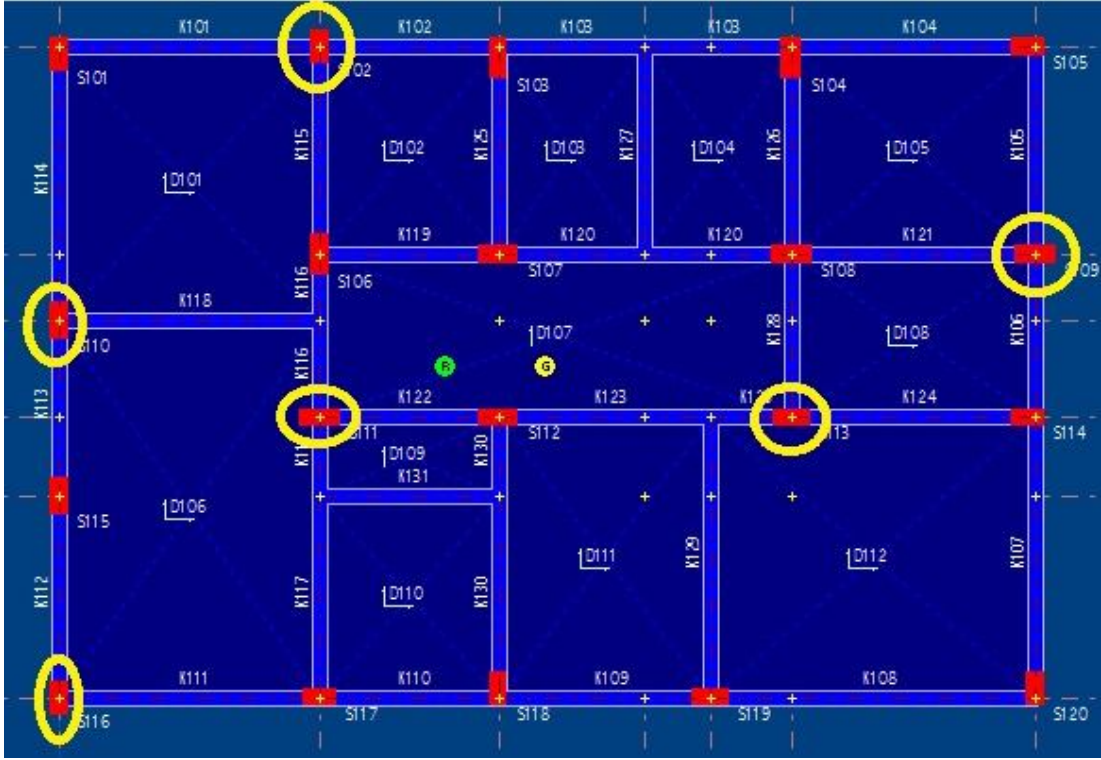 K101 K102 K103 K103 K104
S101 S102 S103 S104 S105
K114 K115 K125 K127 K126 K105
D101 D102 D103 D104 D105
K119 K120 K120 K121
S106 S107 S108 S109
K116 K118
S110 D107 K128 D108 K106
R G
K113 K116 K122 K123 K124
S111 S112 S114
D109 K130
K131
S115 D106
K112 K117 D110 K130 D111 K129 D112 K107
K111 K110 K109 K108
S116 S117 S118 S119 S120